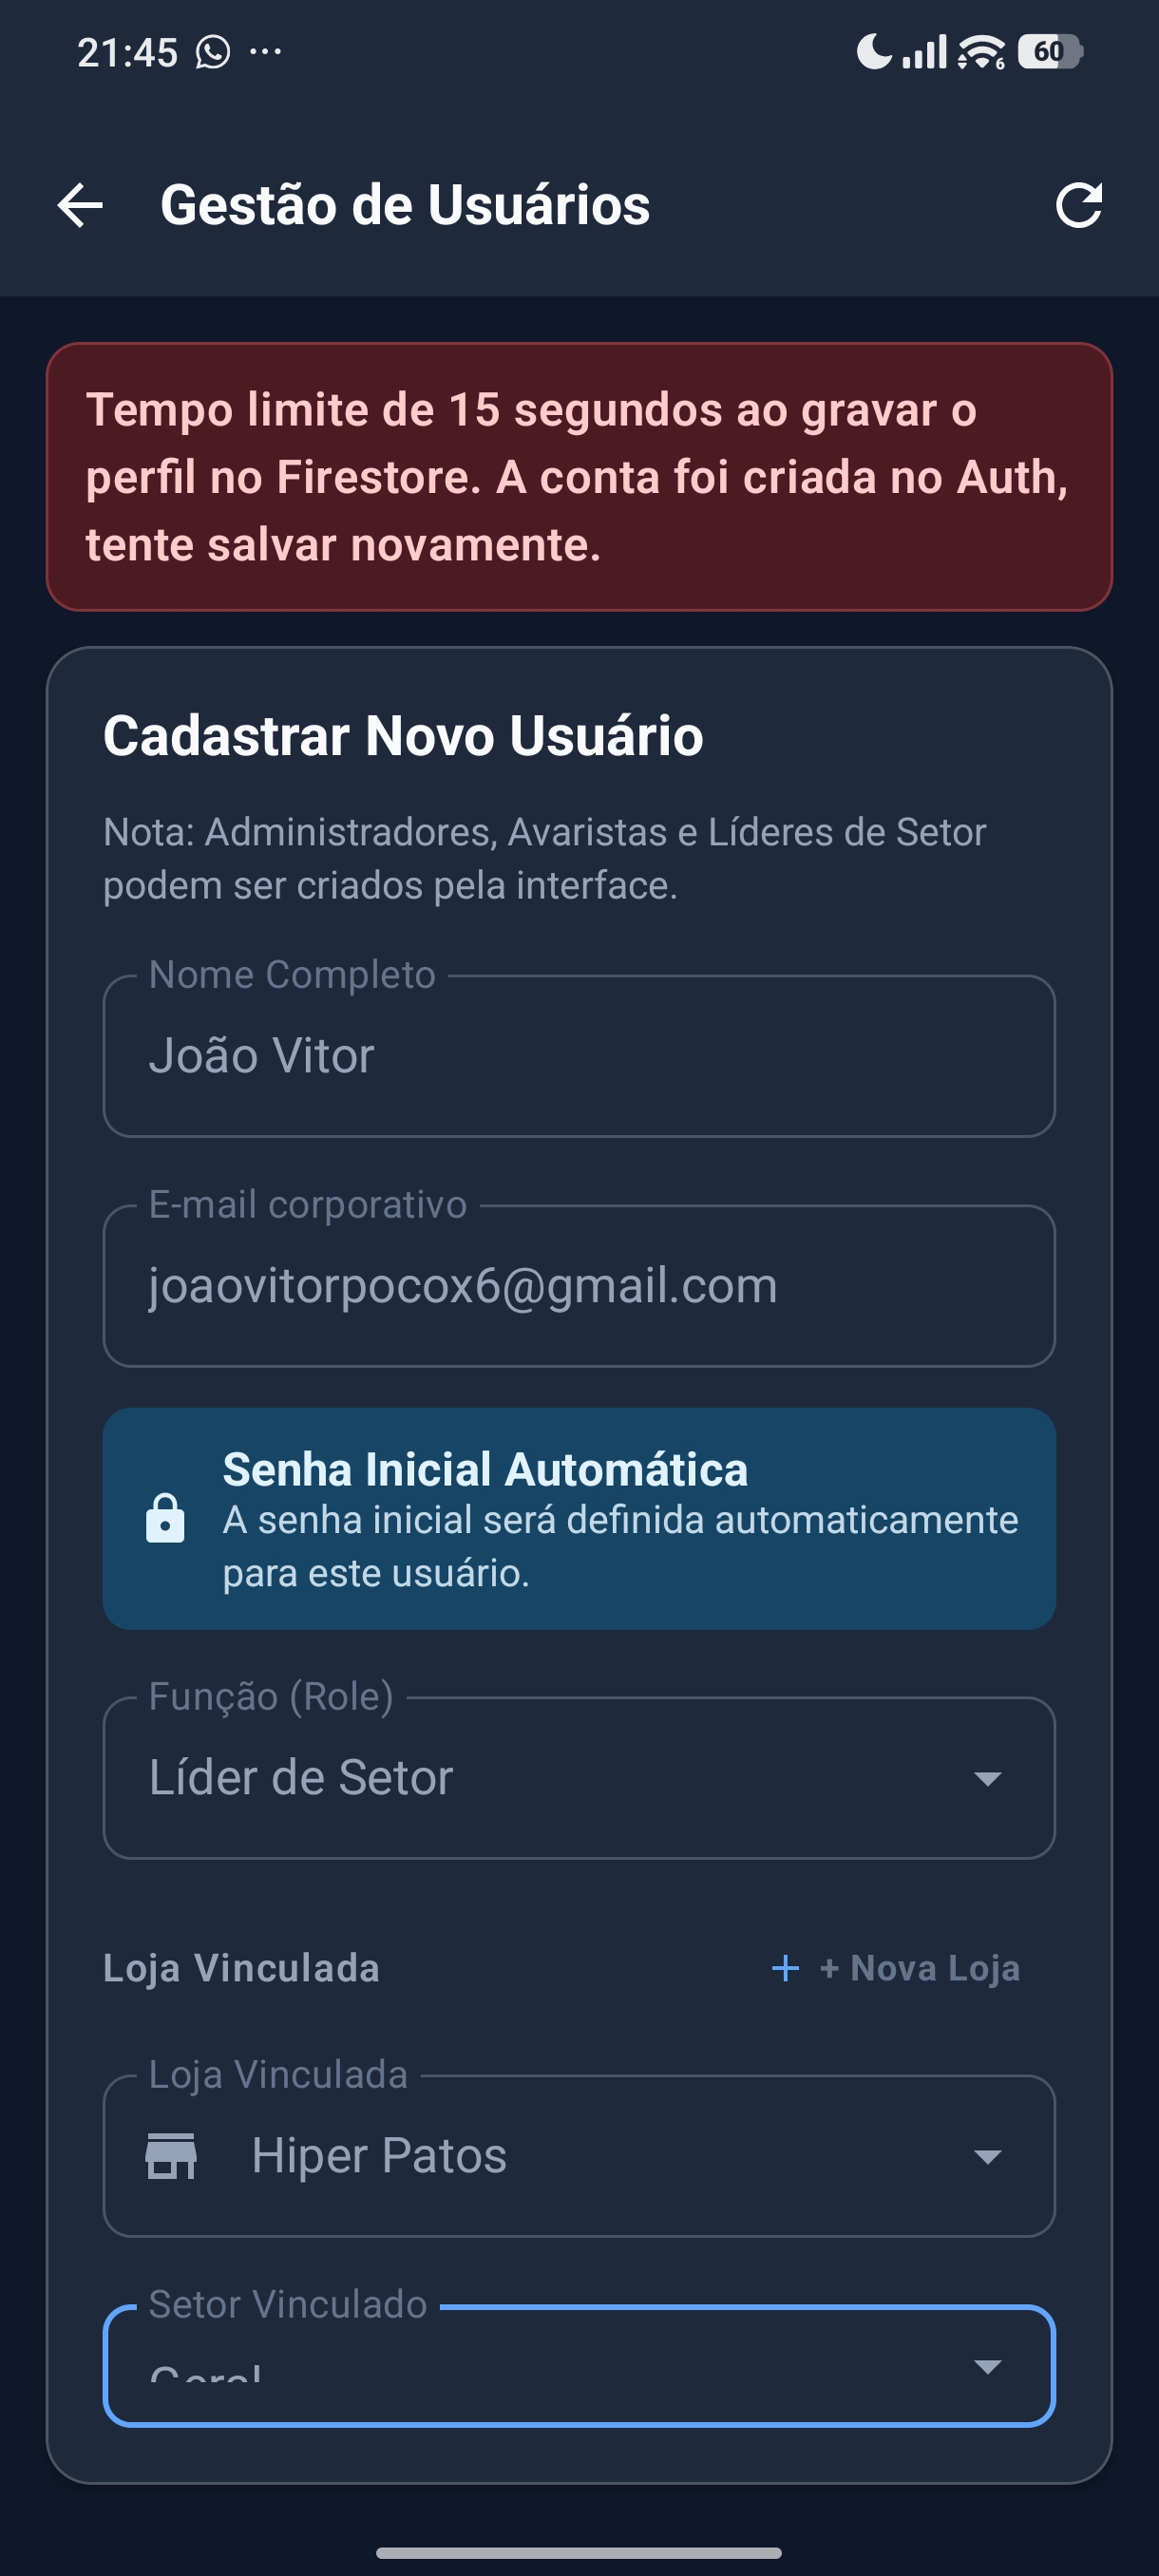 21:45
60
Gestão de Usuários
Tempo limite de 15 segundos ao gravar o
perfil no Firestore. A conta foi criada no Auth,
tente salvar novamente.
Cadastrar Novo Usuário
Nota: Administradores, Avaristas e Líderes de Setor
podem ser criados pela interface.
Nome Completo
João Vitor
E-mail corporativo
joaovitorpocox6@gmail.com
Senha Inicial Automática
A senha inicial será definida automaticamente
para este usuário.
Função (Role)
Líder de Setor
Loja Vinculada
+ Nova Loja
Loja Vinculada
Hiper Patos
Setor Vinculado
Geral